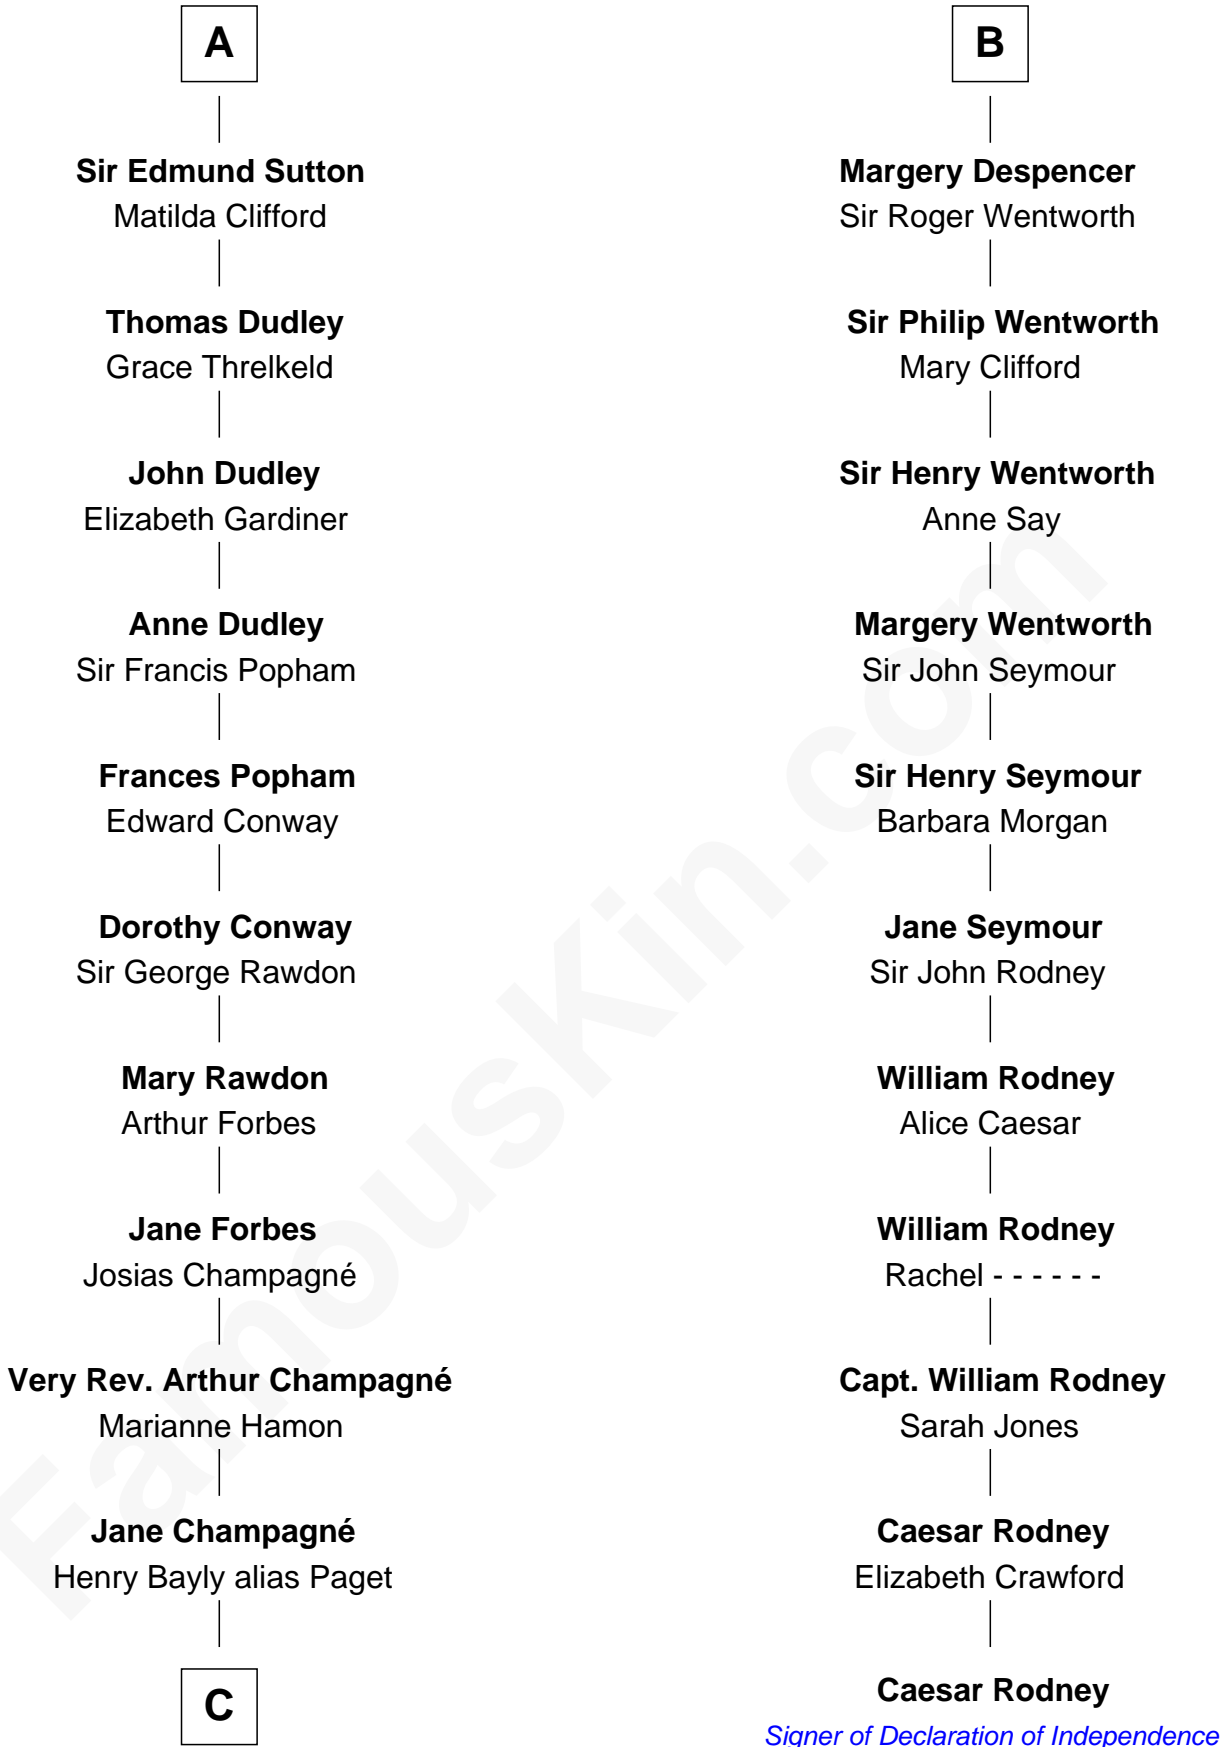 A
Sir Edmund Sutton
Matilda Clifford
Thomas Dudley
Grace Threlkeld
John Dudley
Elizabeth Gardiner
Anne Dudley
Sir Francis Popham
Frances Popham
Edward Conway
Dorothy Conway
Sir George Rawdon
Mary Rawdon
Arthur Forbes
Jane Forbes
Josias Champagné
Very Rev. Arthur Champagné
Marianne Hamon
Jane Champagné
Henry Bayly alias Paget
C
B
Margery Despencer
Sir Roger Wentworth
Sir Philip Wentworth
Mary Clifford
Sir Henry Wentworth
Anne Say
Margery Wentworth
Sir John Seymour
Sir Henry Seymour
Barbara Morgan
Jane Seymour
Sir John Rodney
William Rodney
Alice Caesar
William Rodney
Rachel - - - - - -
Capt. William Rodney
Sarah Jones
Caesar Rodney
Elizabeth Crawford
Caesar Rodney
Signer of Declaration of Independence
FamousKin.com